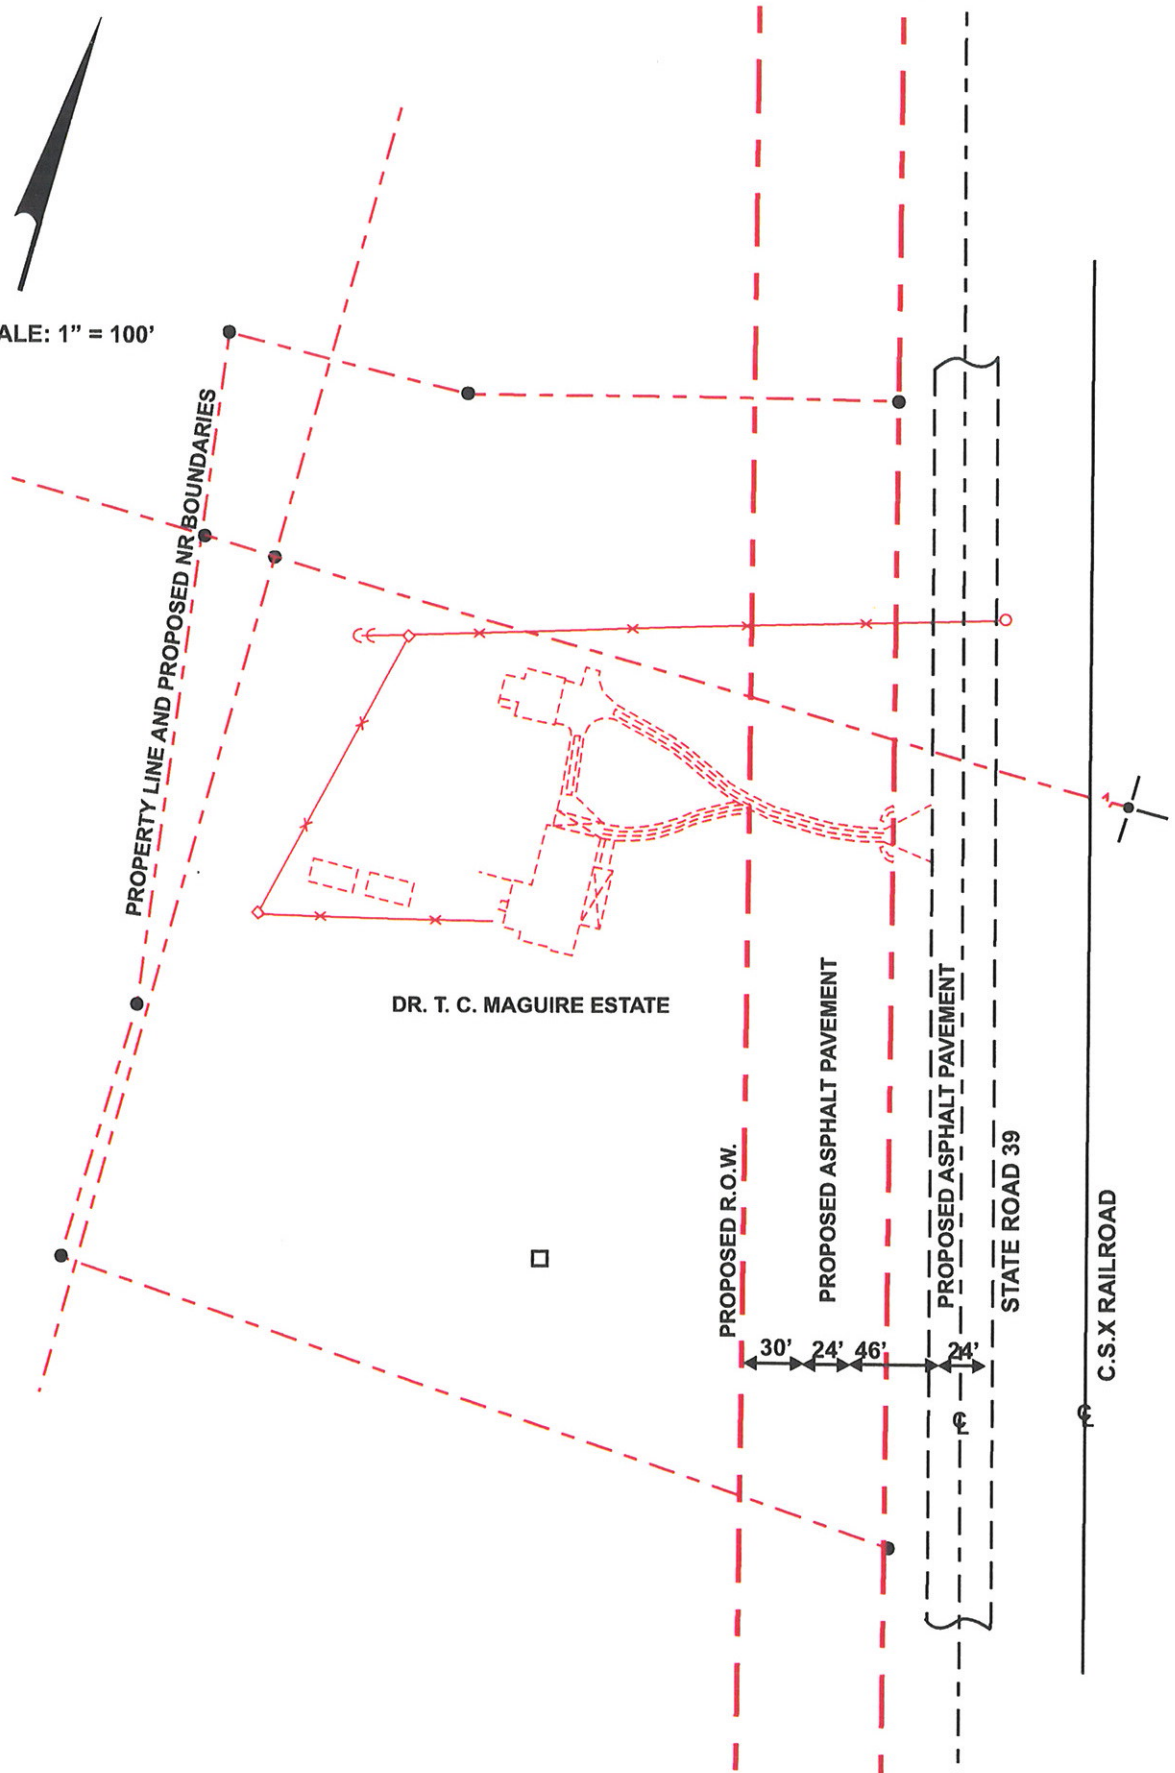 ALE: 1” = 100’
PROPERTY LINE AND PROPOSED NR BOUNDARIES
DR. T. C. MAGUIRE ESTATE
PROPOSED R.O.W.
PROPOSED ASPHALT PAVEMENT
PROPOSED ASPHALT PAVEMENT
STATE ROAD 39
C.S.X RAILROAD
30’ 24’ 46’ 24’
℄
℄